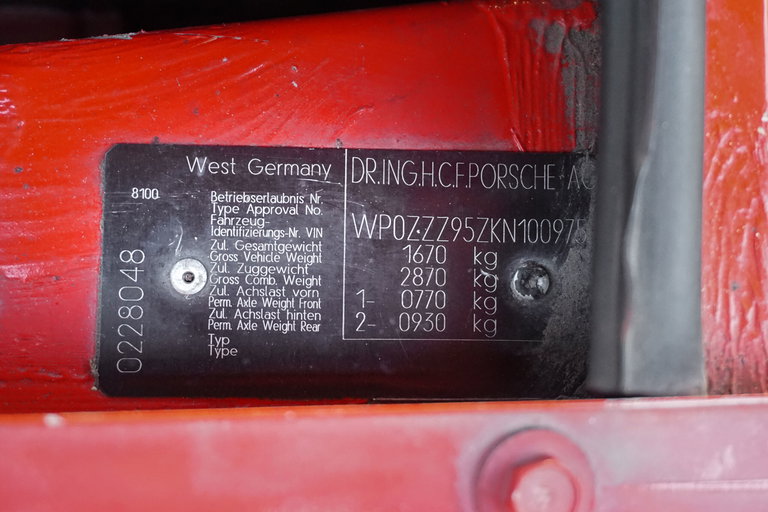 West Germany
DR.ING.H.C.F.PORSCHE AG
8100
Betriebserlaubnis Nr.
Type Approval No.
Fahrzeug-
Identifizierungs-Nr. VIN
WP0ZZZ95ZKN100975
Zul. Gesamtgewicht
Gross Vehicle Weight
1670 kg
Zul. Zuggewicht
Gross Comb. Weight
2870 kg
Zul. Achslast vorn
Perm. Axle Weight Front
1- 0770 kg
Zul. Achslast hinten
Perm. Axle Weight Rear
2- 0930 kg
Typ
Type
0228048